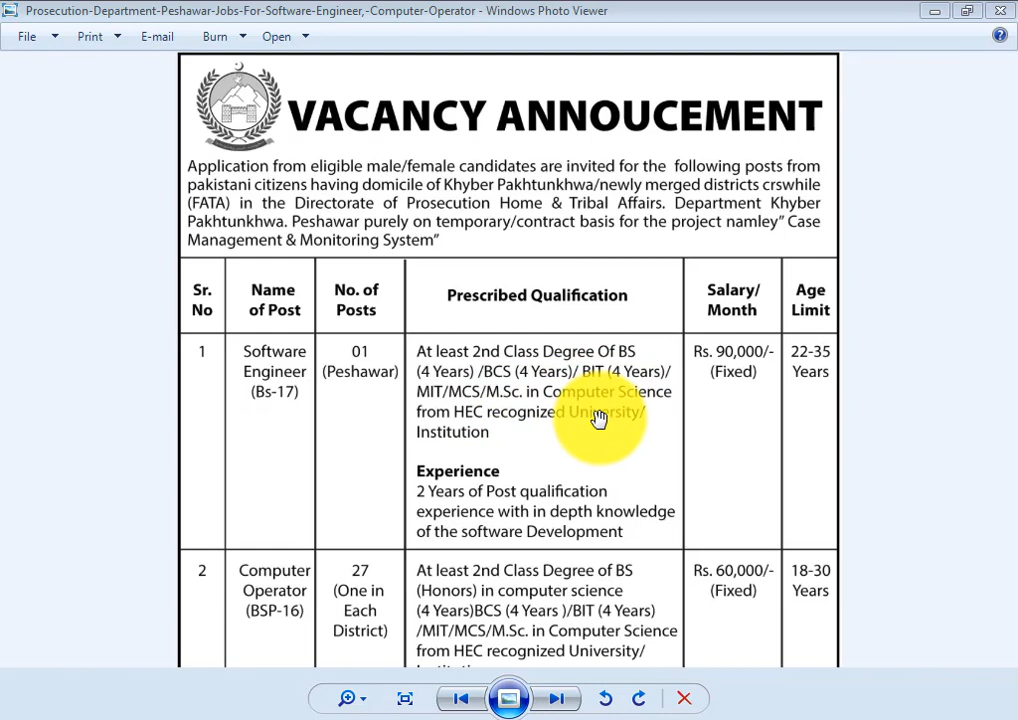 Prosecution-Department-Peshawar-Jobs-For-Software-Engineer,-Computer-Operator - Windows Photo Viewer
File Print E-mail Burn Open
VACANCY ANNOUCEMENT
Application from eligible male/female candidates are invited for the following posts from
pakistani citizens having domicile of Khyber Pakhtunkhwa/newly merged districts crswhile
(FATA) in the Directorate of Prosecution Home & Tribal Affairs. Department Khyber
Pakhtunkhwa. Peshawar purely on temporary/contract basis for the project namley" Case
Management & Monitoring System"
Sr. No
Name of Post
No. of Posts
Prescribed Qualification
Salary/ Month
Age Limit
1
Software
Engineer
(Bs-17)
01
(Peshawar)
At least 2nd Class Degree Of BS
(4 Years) /BCS (4 Years)/ BIT (4 Years)/
MIT/MCS/M.Sc. in Computer Science
from HEC recognized University/
Institution
Experience
2 Years of Post qualification
experience with in depth knowledge
of the software Development
Rs. 90,000/-
(Fixed)
22-35
Years
2
Computer
Operator
(BSP-16)
27
(One in
Each
District)
At least 2nd Class Degree of BS
(Honors) in computer science
(4 Years)BCS (4 Years )/BIT (4 Years)
/MIT/MCS/M.Sc. in Computer Science
from HEC recognized University/
Rs. 60,000/-
(Fixed)
18-30
Years